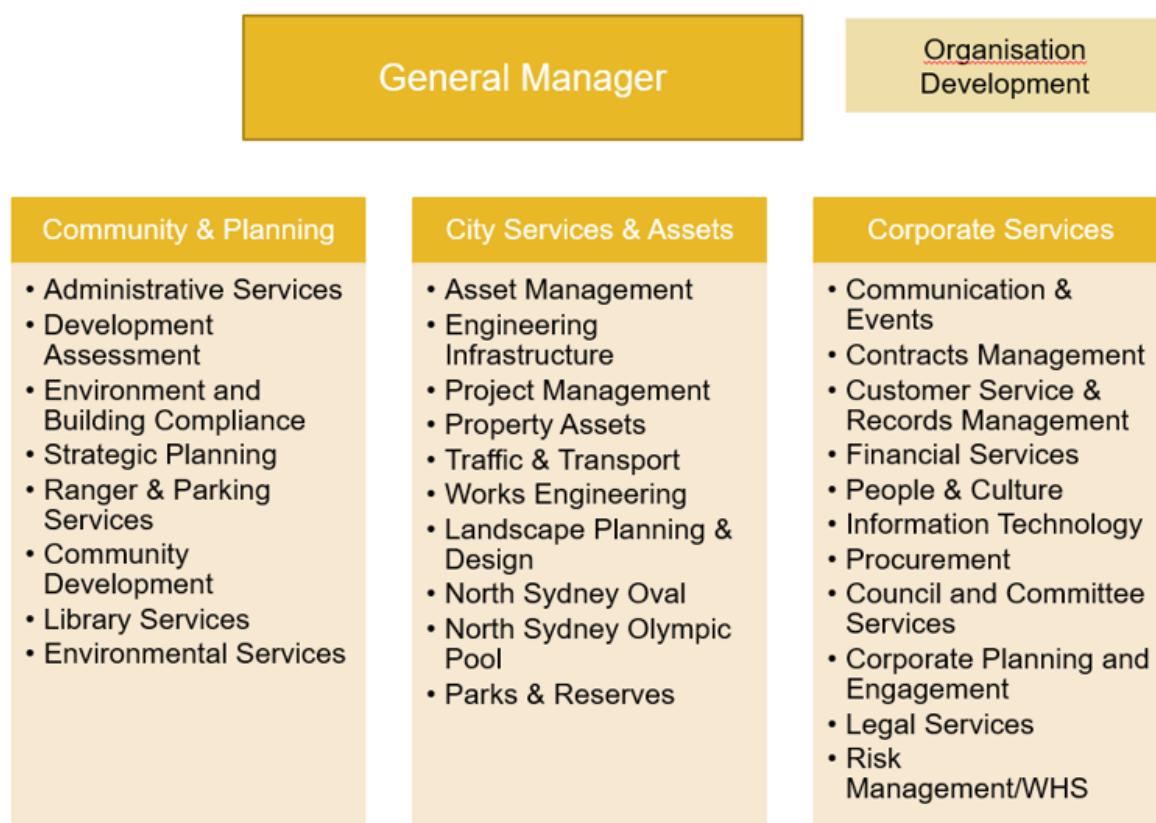 General Manager
Organisation
Development
Community & Planning
• Administrative Services
• Development
Assessment
• Environment and
Building Compliance
• Strategic Planning
• Ranger & Parking
Services
• Community
Development
• Library Services
• Environmental Services
City Services & Assets
• Asset Management
• Engineering
Infrastructure
• Project Management
• Property Assets
• Traffic & Transport
• Works Engineering
• Landscape Planning &
Design
• North Sydney Oval
• North Sydney Olympic
Pool
• Parks & Reserves
Corporate Services
• Communication &
Events
• Contracts Management
• Customer Service &
Records Management
• Financial Services
• People & Culture
• Information Technology
• Procurement
• Council and Committee
Services
• Corporate Planning and
Engagement
• Legal Services
• Risk
Management/WHS